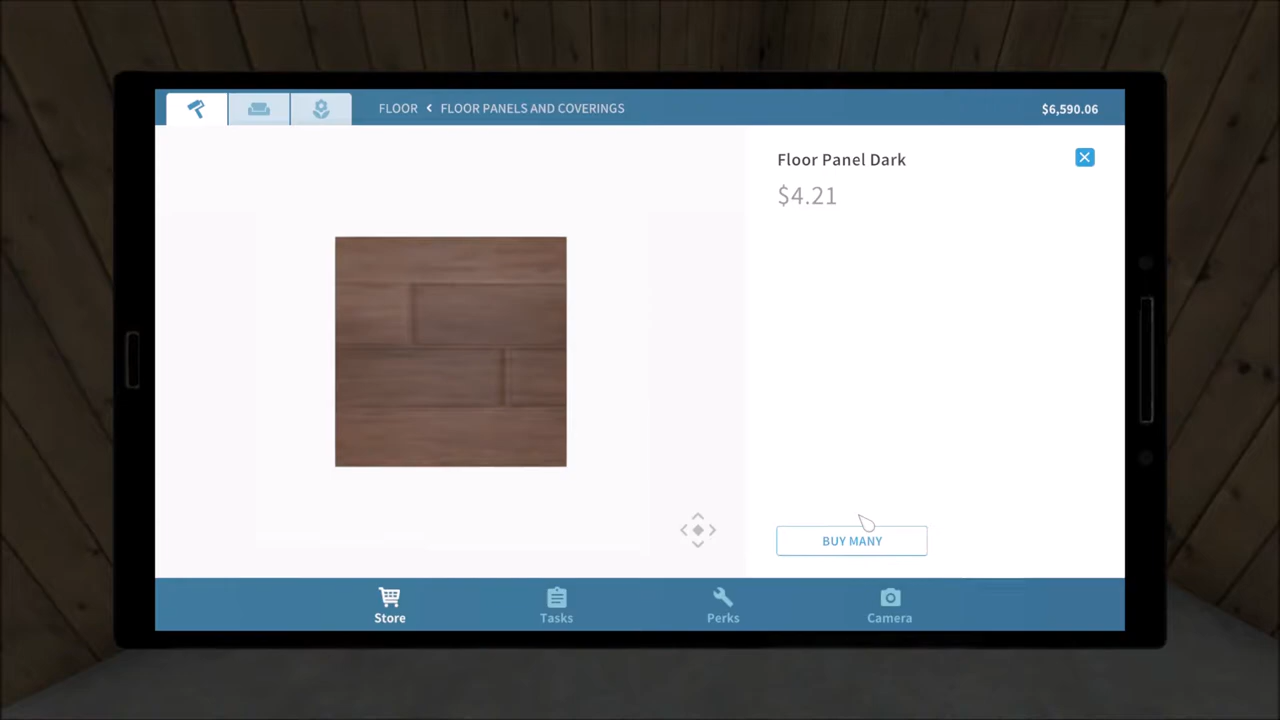 FLOOR < FLOOR PANELS AND COVERINGS
$6,590.06
Floor Panel Dark
$4.21
BUY MANY
Store
Tasks
Perks
Camera